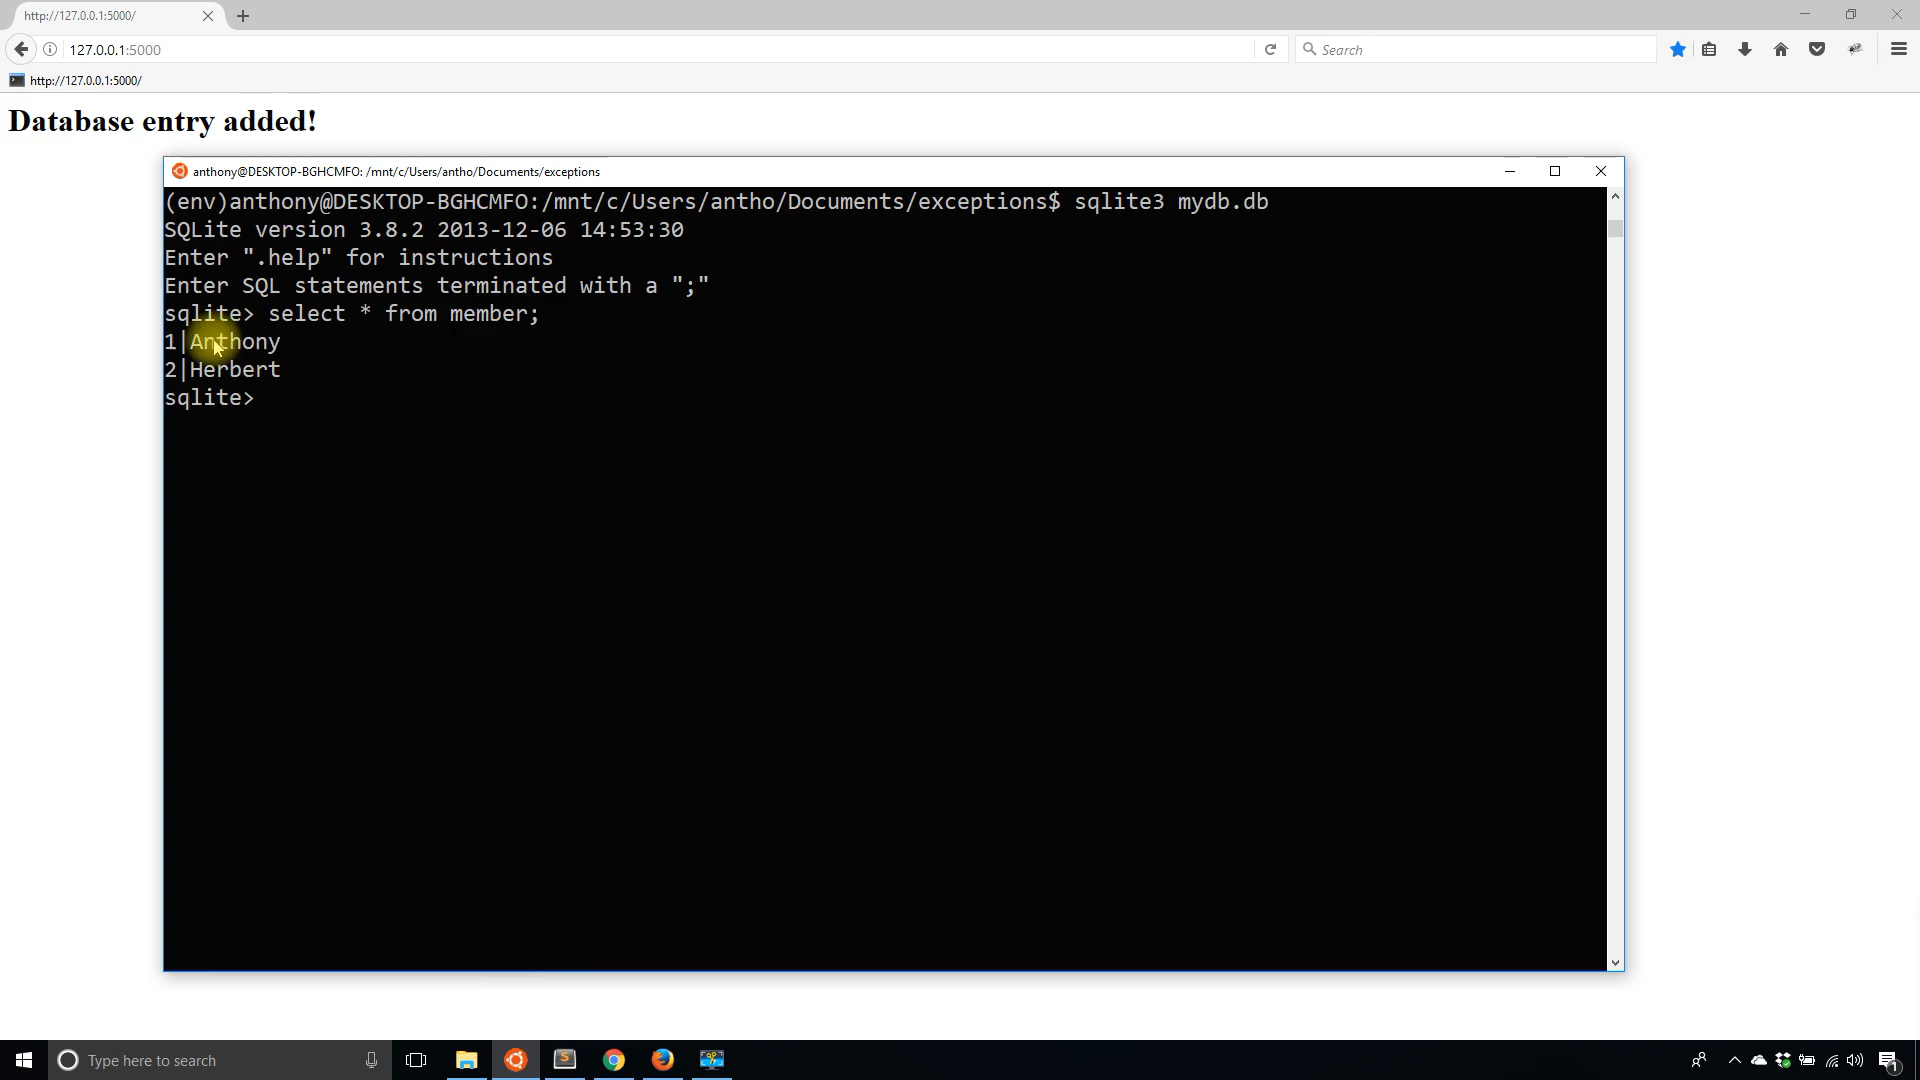 http://127.0.0.1:5000/
127.0.0.1:5000
Search
http://127.0.0.1:5000/
Database entry added!
anthony@DESKTOP-BGHCMFO: /mnt/c/Users/antho/Documents/exceptions
(env)anthony@DESKTOP-BGHCMFO:/mnt/c/Users/antho/Documents/exceptions$ sqlite3 mydb.db
SQLite version 3.8.2 2013-12-06 14:53:30
Enter ".help" for instructions
Enter SQL statements terminated with a ";"
sqlite> select * from member;
1|Anthony
2|Herbert
sqlite>
Type here to search
S
1